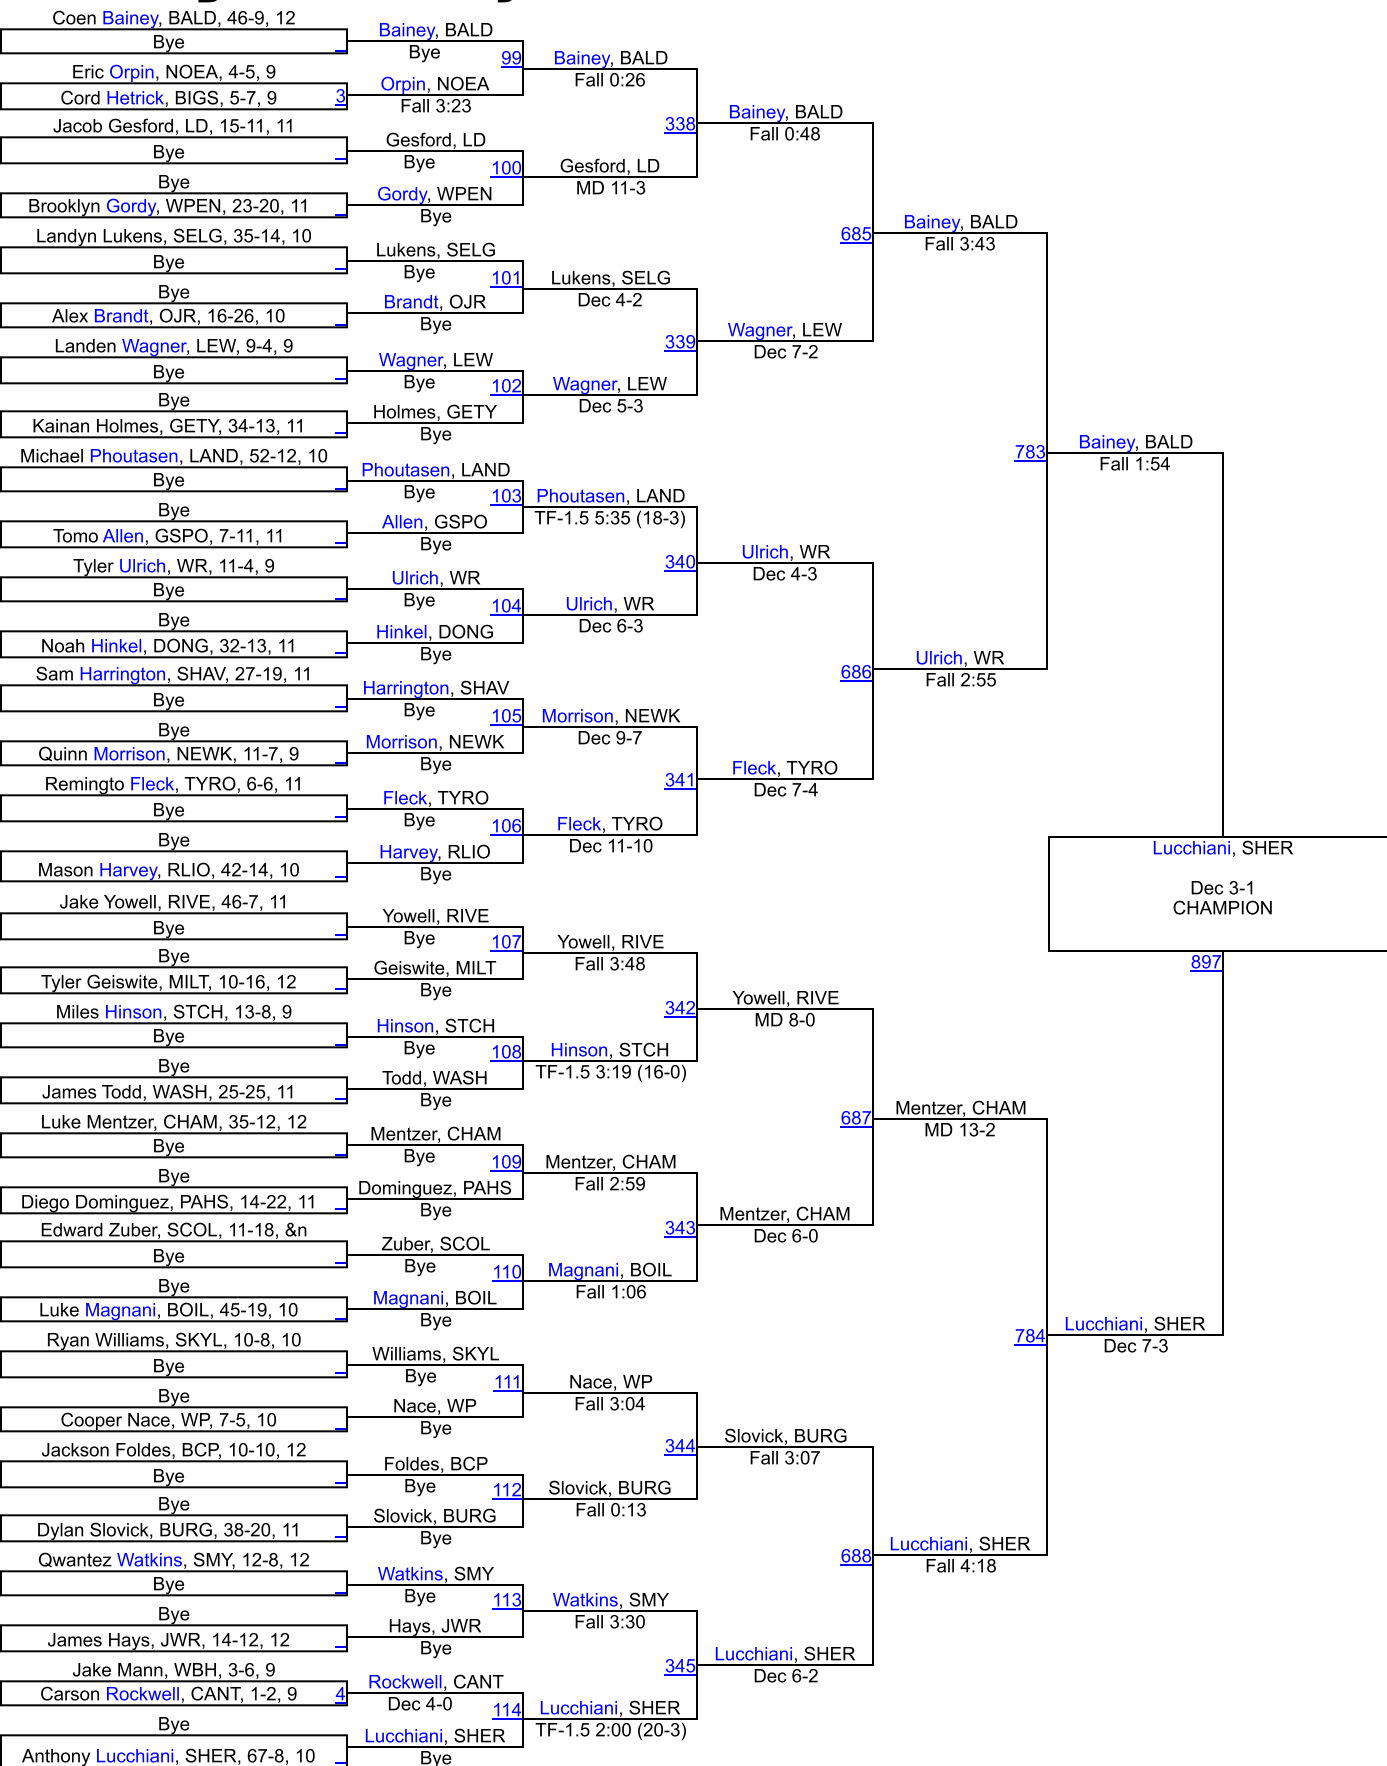 Coen Bainey, BALD, 46-9, 12
Bye
Eric Orpin, NOEA, 4-5, 9
Cord Hetrick, BIGS, 5-7, 9 3
Jacob Gesford, LD, 15-11, 11
Bye
Bye
Brooklyn Gordy, WPEN, 23-20, 11
Landyn Lukens, SELG, 35-14, 10
Bye
Bye
Alex Brandt, OJR, 16-26, 10
Landen Wagner, LEW, 9-4, 9
Bye
Bye
Kainan Holmes, GETY, 34-13, 11
Michael Phoutasen, LAND, 52-12, 10
Bye
Bye
Tomo Allen, GSPO, 7-11, 11
Tyler Ulrich, WR, 11-4, 9
Bye
Bye
Noah Hinkel, DONG, 32-13, 11
Sam Harrington, SHAV, 27-19, 11
Bye
Bye
Quinn Morrison, NEWK, 11-7, 9
Remingto Fleck, TYRO, 6-6, 11
Bye
Bye
Mason Harvey, RLIO, 42-14, 10
Jake Yowell, RIVE, 46-7, 11
Bye
Bye
Tyler Geiswite, MILT, 10-16, 12
Miles Hinson, STCH, 13-8, 9
Bye
Bye
James Todd, WASH, 25-25, 11
Luke Mentzer, CHAM, 35-12, 12
Bye
Bye
Diego Dominguez, PAHS, 14-22, 11
Edward Zuber, SCOL, 11-18, &n
Bye
Bye
Luke Magnani, BOIL, 45-19, 10
Ryan Williams, SKYL, 10-8, 10
Bye
Bye
Cooper Nace, WP, 7-5, 10
Jackson Foldes, BCP, 10-10, 12
Bye
Bye
Dylan Slovick, BURG, 38-20, 11
Qwantez Watkins, SMY, 12-8, 12
Bye
Bye
James Hays, JWR, 14-12, 12
Jake Mann, WBH, 3-6, 9
Carson Rockwell, CANT, 1-2, 9 4
Bye
Anthony Lucchiani, SHER, 67-8, 10
Bainey, BALD
Bye
99
Orpin, NOEA
Fall 3:23
Gesford, LD
Bye
100
Gordy, WPEN
Bye
Lukens, SELG
Bye
101
Brandt, OJR
Bye
Wagner, LEW
Bye
102
Holmes, GETY
Bye
Phoutasen, LAND
Bye
103
Allen, GSPO
Bye
Ulrich, WR
Bye
104
Hinkel, DONG
Bye
Harrington, SHAV
Bye
105
Morrison, NEWK
Bye
Fleck, TYRO
Bye
106
Harvey, RLIO
Bye
Yowell, RIVE
Bye
107
Geiswite, MILT
Bye
Hinson, STCH
Bye
108
Todd, WASH
Bye
Mentzer, CHAM
Bye
109
Dominguez, PAHS
Bye
Zuber, SCOL
Bye
110
Magnani, BOIL
Bye
Williams, SKYL
Bye
111
Nace, WP
Bye
Foldes, BCP
Bye
112
Slovick, BURG
Bye
Watkins, SMY
Bye
113
Hays, JWR
Bye
Rockwell, CANT
Dec 4-0
114
Lucchiani, SHER
Bye
Bainey, BALD
Fall 0:26
338
Gesford, LD
MD 11-3
Lukens, SELG
Dec 4-2
339
Wagner, LEW
Dec 5-3
Phoutasen, LAND
TF-1.5 5:35 (18-3)
340
Ulrich, WR
Dec 6-3
Morrison, NEWK
Dec 9-7
341
Fleck, TYRO
Dec 11-10
Yowell, RIVE
Fall 3:48
342
Hinson, STCH
TF-1.5 3:19 (16-0)
Mentzer, CHAM
Fall 2:59
343
Magnani, BOIL
Fall 1:06
Nace, WP
Fall 3:04
344
Slovick, BURG
Fall 0:13
Watkins, SMY
Fall 3:30
345
Lucchiani, SHER
TF-1.5 2:00 (20-3)
Bainey, BALD
Fall 0:48
685
Wagner, LEW
Dec 7-2
Ulrich, WR
Dec 4-3
686
Fleck, TYRO
Dec 7-4
Yowell, RIVE
MD 8-0
687
Mentzer, CHAM
Dec 6-0
Slovick, BURG
Fall 3:07
688
Lucchiani, SHER
Dec 6-2
Bainey, BALD
Fall 3:43
783
Ulrich, WR
Fall 2:55
Mentzer, CHAM
MD 13-2
784
Lucchiani, SHER
Fall 4:18
Bainey, BALD
Fall 1:54
Lucchiani, SHER
Dec 3-1
CHAMPION
897
Lucchiani, SHER
Dec 7-3